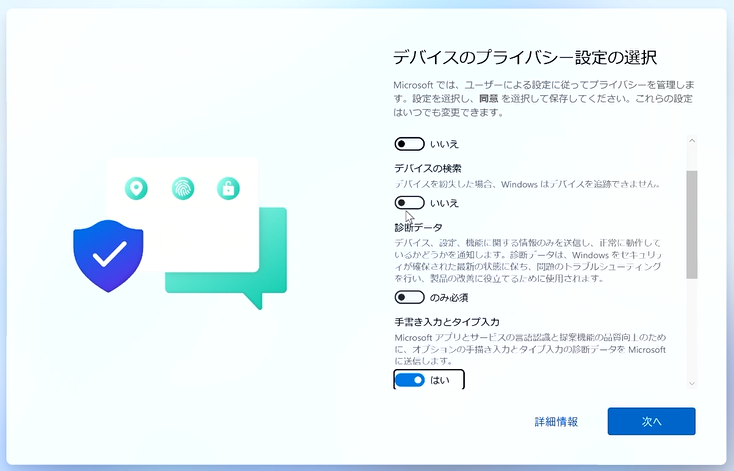 デバイスのプライバシー設定の選択
Microsoft では、ユーザーによる設定に従ってプライバシーを管理しま
す。設定を選択し、同意 を選択して保存してください。これらの設定
はいつでも変更できます。
いいえ
デバイスの検索
デバイスを紛失した場合、Windows はデバイスを追跡できません。
いいえ
診断データ
デバイス、設定、機能に関する情報のみを送信し、正常に動作して
いるかどうかを通知します。診断データは、Windows をセキュリテ
ィが確保された最新の状態に保ち、問題のトラブルシューティング
を行い、製品の改善に役立てるために使用されます。
のみ必須
手書き入力とタイプ入力
Microsoft アプリとサービスの言語認識と提案機能の品質向上のため
に、オプションの手描き入力とタイプ入力の診断データを Microsoft
に送信します。
はい
詳細情報
次へ